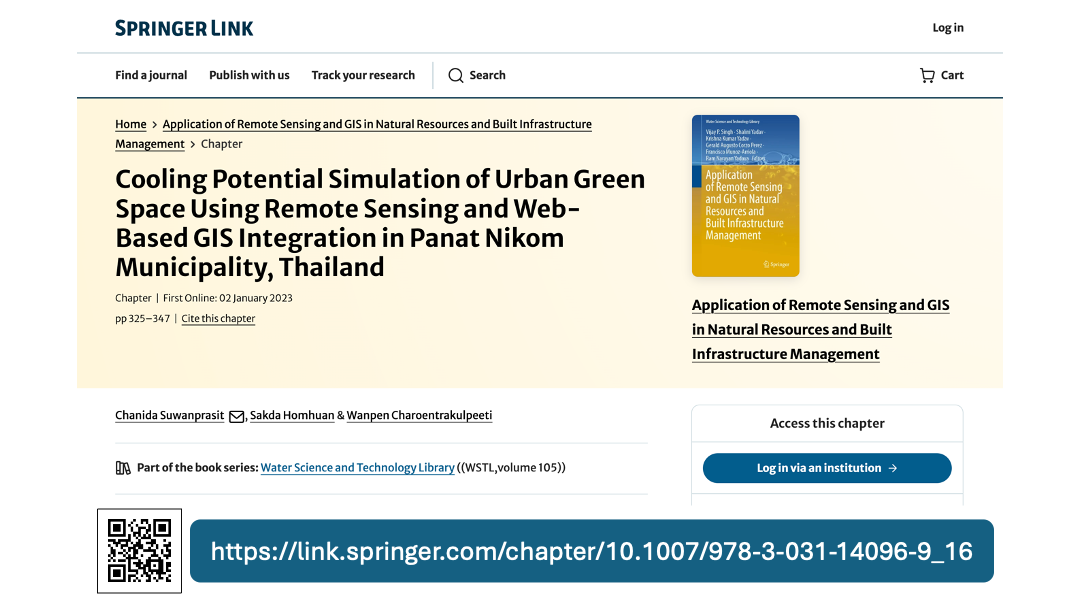 SPRINGER LINK
Log in
Find a journal
Publish with us
Track your research
Search
Cart
Home > Application of Remote Sensing and GIS in Natural Resources and Built Infrastructure
Management > Chapter
Cooling Potential Simulation of Urban Green
Space Using Remote Sensing and Web-
Based GIS Integration in Panat Nikom
Municipality, Thailand
Chapter | First Online: 02 January 2023
pp 325–347 | Cite this chapter
Water Science and Technology Library
Vijay P. Singh · Shalini Yadav ·
Krishna Kumar Yadav ·
Gerald Augusto Corzo Perez ·
Francisco Munoz-Arriola ·
Ram Narayan Yadava Editors
Application
of Remote Sensing
and GIS in Natural
Resources and
Built Infrastructure
Management
Springer
Application of Remote Sensing and GIS
in Natural Resources and Built
Infrastructure Management
Chanida Suwanprasit, Sakda Homhuan & Wanpen Charoentrakulpeeti
Part of the book series: Water Science and Technology Library ((WSTL,volume 105))
Access this chapter
Log in via an institution →
https://link.springer.com/chapter/10.1007/978-3-031-14096-9_16